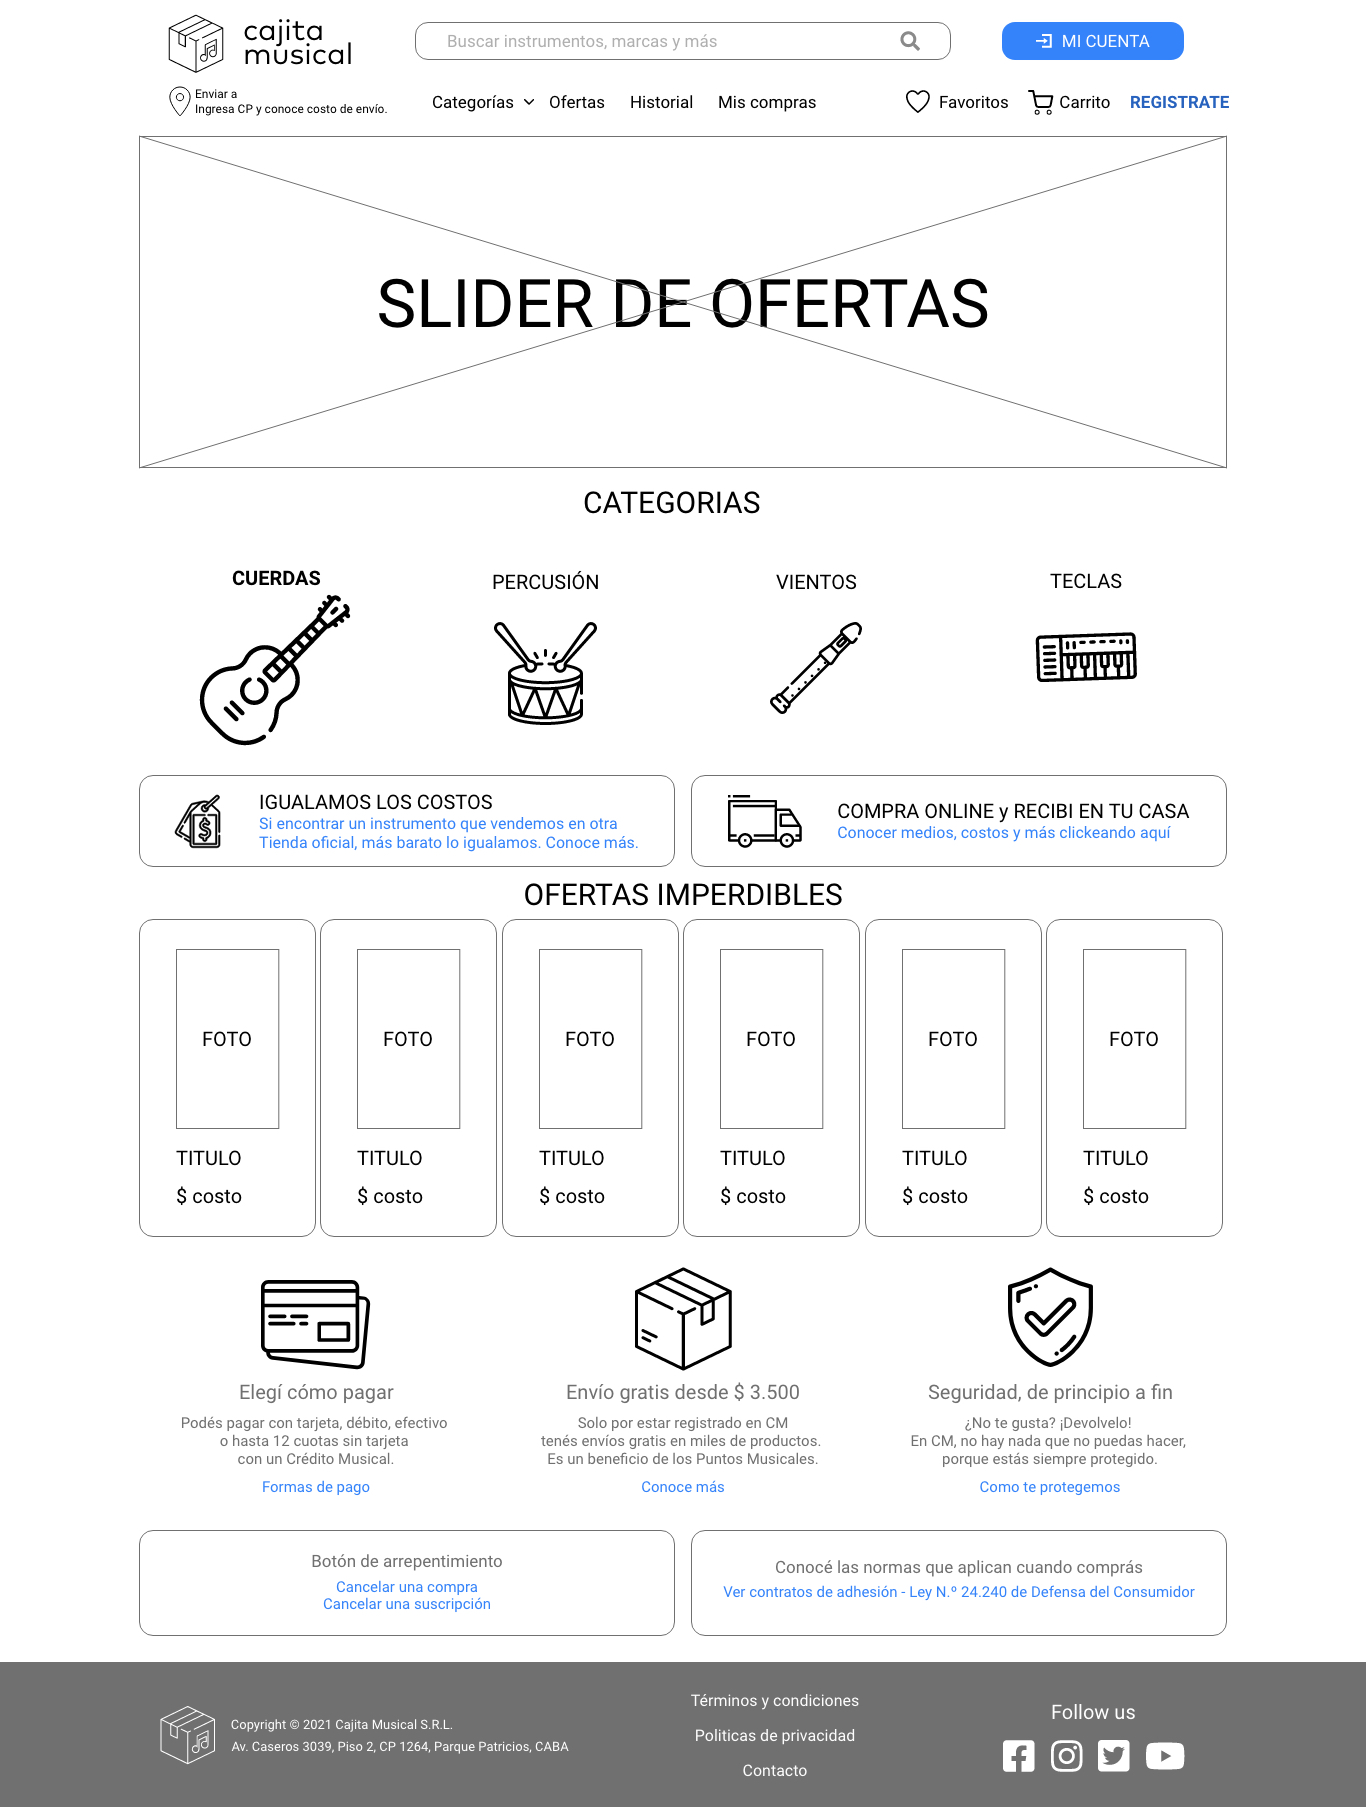 cajita
musical
Buscar instrumentos, marcas y más
MI CUENTA
Enviar a
Ingresa CP y conoce costo de envío.
Categorías
Ofertas
Historial
Mis compras
Favoritos
Carrito
REGISTRATE
SLIDER DE OFERTAS
CATEGORIAS
CUERDAS
PERCUSIÓN
VIENTOS
TECLAS
IGUALAMOS LOS COSTOS
Si encontrar un instrumento que vendemos en otra
Tienda oficial, más barato lo igualamos. Conoce más.
COMPRA ONLINE y RECIBI EN TU CASA
Conocer medios, costos y más clickeando aquí
OFERTAS IMPERDIBLES
FOTO
TITULO
$ costo
FOTO
TITULO
$ costo
FOTO
TITULO
$ costo
FOTO
TITULO
$ costo
FOTO
TITULO
$ costo
FOTO
TITULO
$ costo
Elegí cómo pagar
Podés pagar con tarjeta, débito, efectivo
o hasta 12 cuotas sin tarjeta
con un Crédito Musical.
Formas de pago
Envío gratis desde $ 3.500
Solo por estar registrado en CM
tenés envíos gratis en miles de productos.
Es un beneficio de los Puntos Musicales.
Conoce más
Seguridad, de principio a fin
¿No te gusta? ¡Devolvelo!
En CM, no hay nada que no puedas hacer,
porque estás siempre protegido.
Como te protegemos
Botón de arrepentimiento
Cancelar una compra
Cancelar una suscripción
Conocé las normas que aplican cuando comprás
Ver contratos de adhesión - Ley N.º 24.240 de Defensa del Consumidor
Copyright © 2021 Cajita Musical S.R.L.
Av. Caseros 3039, Piso 2, CP 1264, Parque Patricios, CABA
Términos y condiciones
Politicas de privacidad
Contacto
Follow us